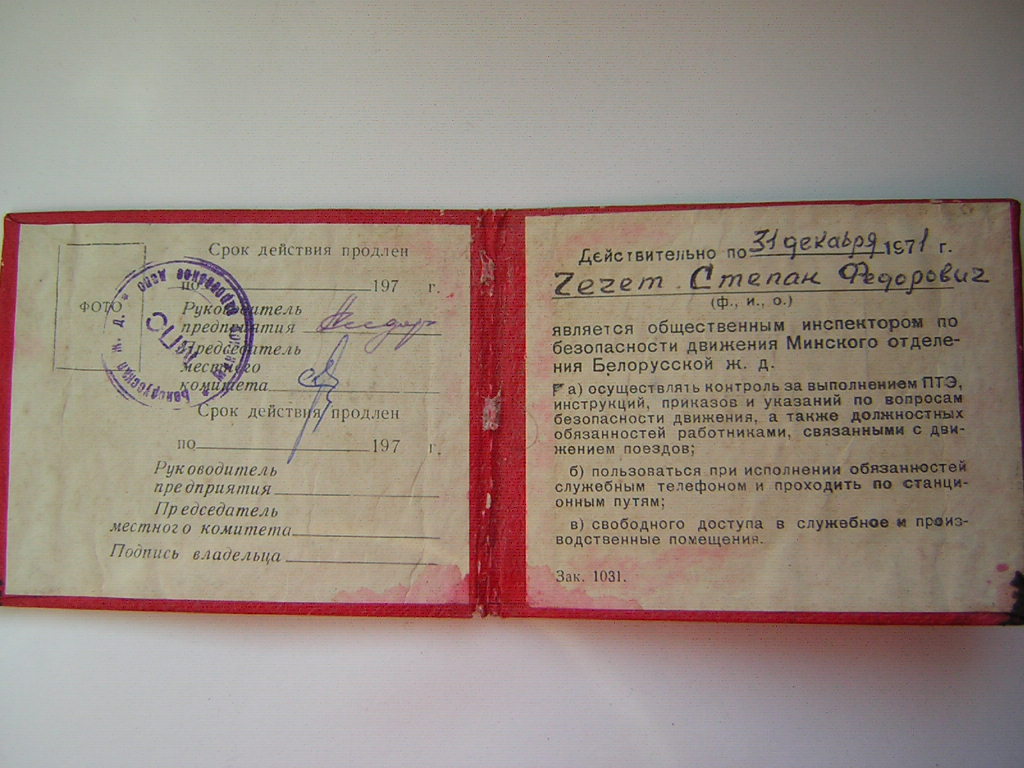 ФОТО
Срок действия продлен
по 197 г.
Руководитель
предприятия
Председатель
местного
комитета
Срок действия продлен
по 197 г.
Руководитель
предприятия
Председатель
местного комитета
Подпись владельца
Действительно по 31 декабря 1971 г.
Чечет Степан Федорович
(ф., и., о.)
является общественным инспектором по
безопасности движения Минского отделе-
ния Белорусской ж. д.
а) осуществлять контроль за выполнением ПТЭ,
инструкций, приказов и указаний по вопросам
безопасности движения, а также должностных
обязанностей работниками, связанными с дви-
жением поездов;
б) пользоваться при исполнении обязанностей
служебным телефоном и проходить по станци-
онным путям;
в) свободного доступа в служебное и произ-
водственные помещения.
Зак. 1031.